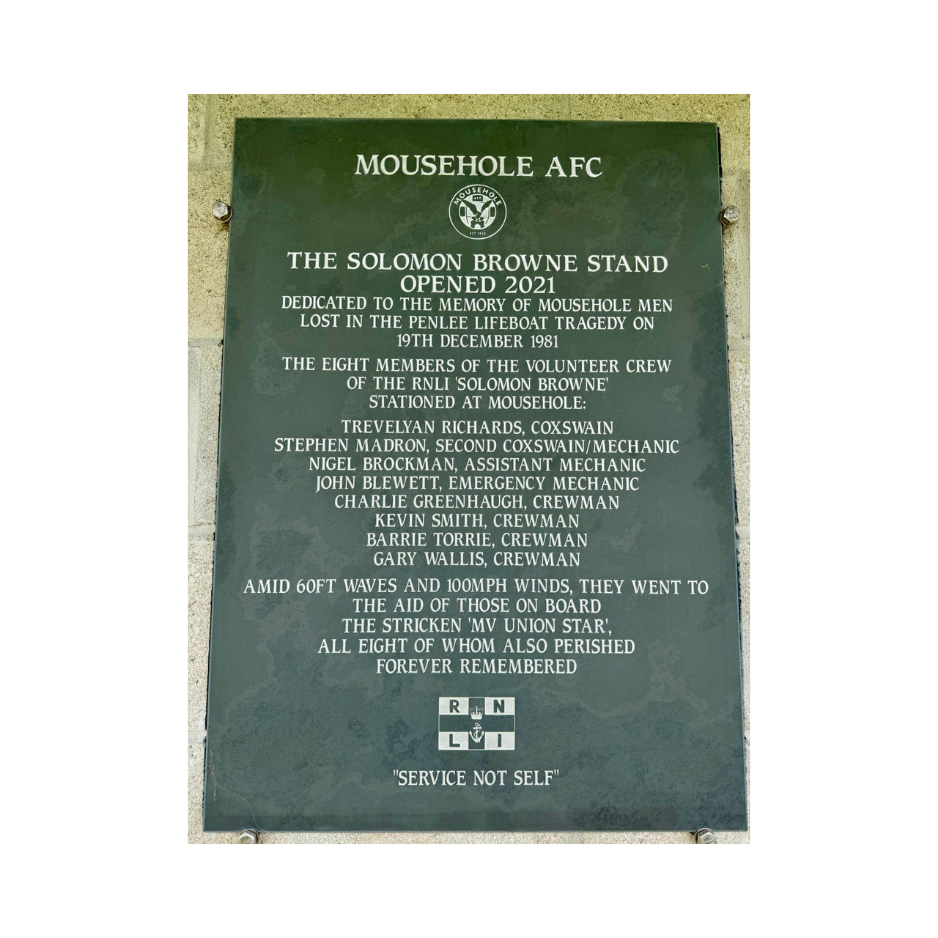 MOUSEHOLE AFC
MOUSEHOLE
AFC
THE SOLOMON BROWNE STAND
OPENED 2021
DEDICATED TO THE MEMORY OF MOUSEHOLE MEN
LOST IN THE PENLEE LIFEBOAT TRAGEDY ON
19TH DECEMBER 1981
THE EIGHT MEMBERS OF THE VOLUNTEER CREW
OF THE RNLI 'SOLOMON BROWNE'
STATIONED AT MOUSEHOLE:
TREVELYAN RICHARDS, COXSWAIN
STEPHEN MADRON, SECOND COXSWAIN/MECHANIC
NIGEL BROCKMAN, ASSISTANT MECHANIC
JOHN BLEWETT, EMERGENCY MECHANIC
CHARLIE GREENHAUGH, CREWMAN
KEVIN SMITH, CREWMAN
BARRIE TORRIE, CREWMAN
GARY WALLIS, CREWMAN
AMID 60FT WAVES AND 100MPH WINDS, THEY WENT TO
THE AID OF THOSE ON BOARD
THE STRICKEN 'MV UNION STAR',
ALL EIGHT OF WHOM ALSO PERISHED
FOREVER REMEMBERED
R N
L I
"SERVICE NOT SELF"